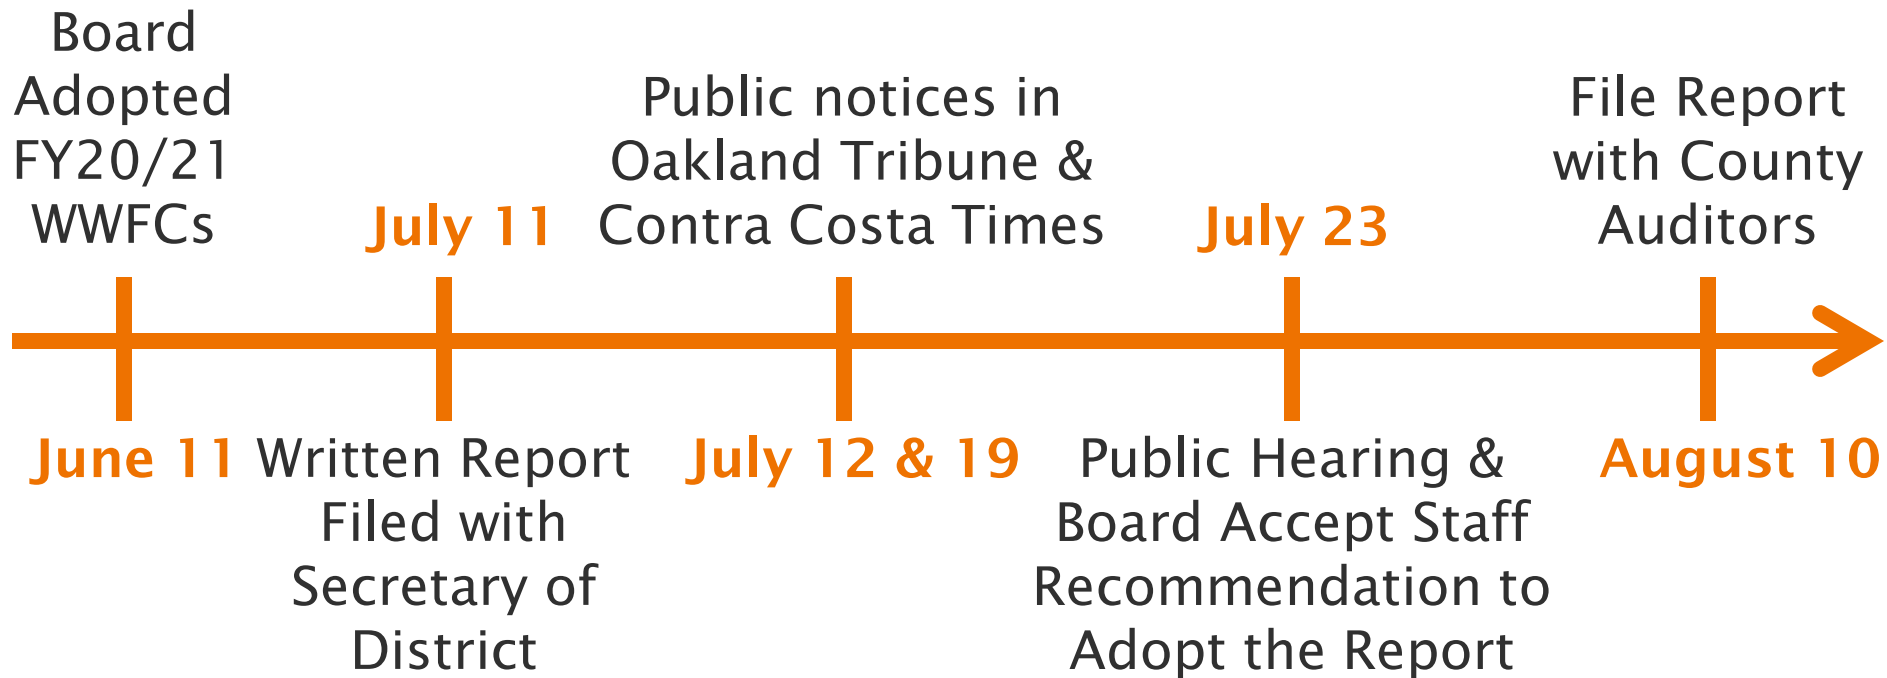 Board
Adopted
FY20/21
WWFCs
June 11
July 11
Written Report
Filed with
Secretary of
District
Public notices in
Oakland Tribune &
Contra Costa Times
July 12 & 19
July 23
Public Hearing &
Board Accept Staff
Recommendation to
Adopt the Report
File Report
with County
Auditors
August 10